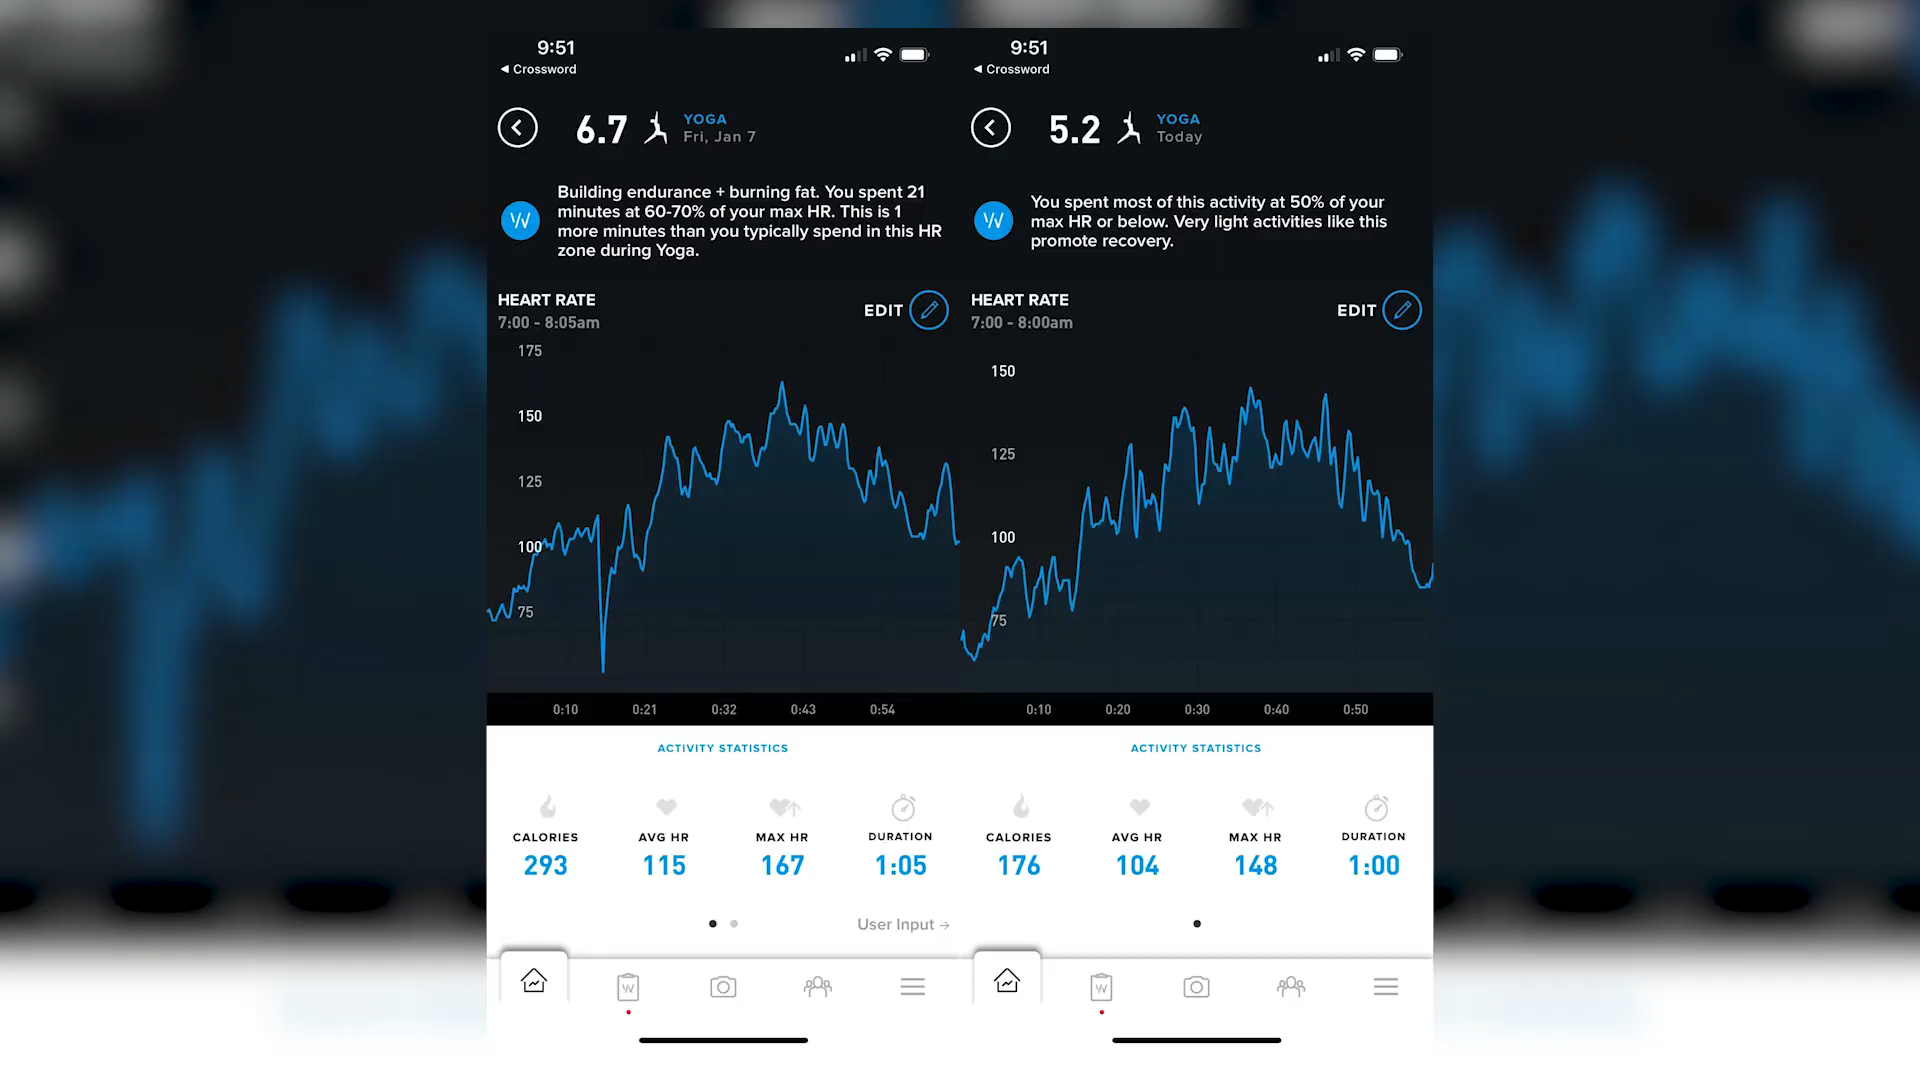 9:51
◀ Crossword
6.7
YOGA
Fri, Jan 7
Building endurance + burning fat. You spent 21
minutes at 60-70% of your max HR. This is 1
more minutes than you typically spend in this HR
zone during Yoga.
HEART RATE
7:00 - 8:05am
EDIT
175
150
125
100
75
0:10 0:21 0:32 0:43 0:54
ACTIVITY STATISTICS
CALORIES AVG HR MAX HR DURATION
293 115 167 1:05
User Input →
9:51
◀ Crossword
5.2
YOGA
Today
You spent most of this activity at 50% of your
max HR or below. Very light activities like this
promote recovery.
HEART RATE
7:00 - 8:00am
EDIT
150
125
100
75
0:10 0:20 0:30 0:40 0:50
ACTIVITY STATISTICS
CALORIES AVG HR MAX HR DURATION
176 104 148 1:00